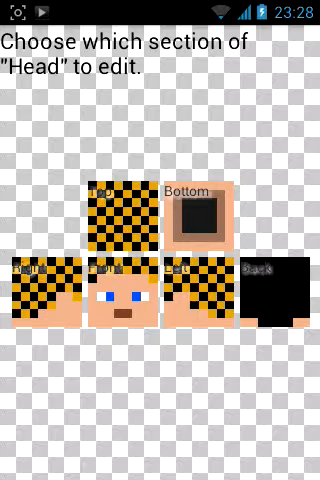 23:28
Choose which section of
"Head" to edit.
Top
Bottom
Right
Front
Left
Back